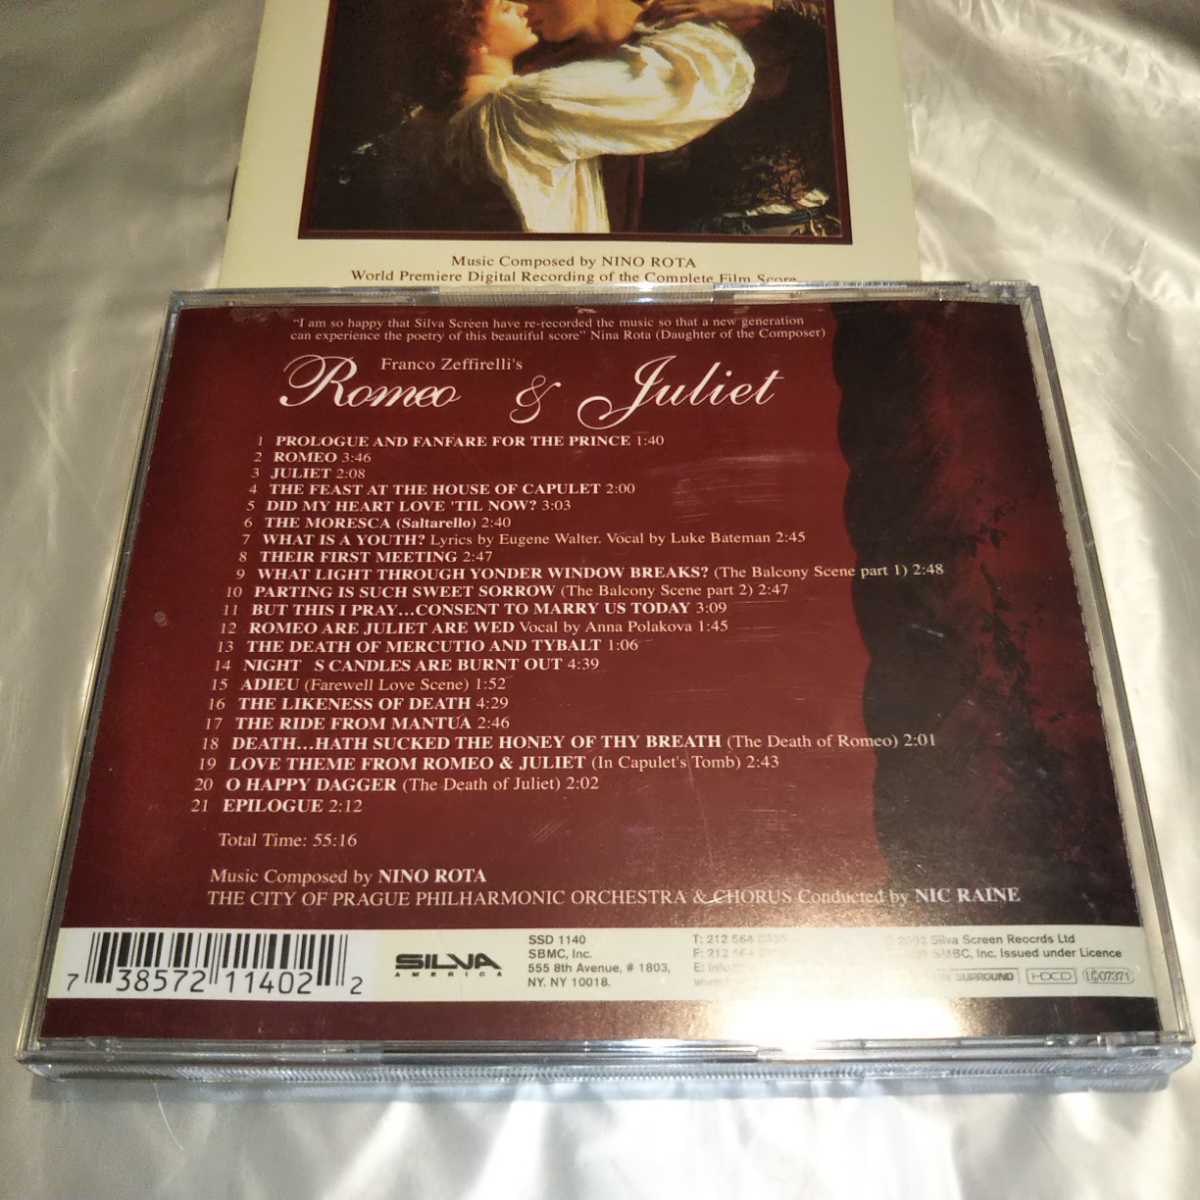 Music Composed by NINO ROTA
World Premiere Digital Recording of the Complete Film Score
"I am so happy that Silva Screen have re-recorded the music so that a new generation
can experience the poetry of this beautiful score" Nina Rota (Daughter of the Composer)
Franco Zeffirelli's
Romeo & Juliet
1 PROLOGUE AND FANFARE FOR THE PRINCE 1:40
2 ROMEO 3:46
3 JULIET 2:08
4 THE FEAST AT THE HOUSE OF CAPULET 2:00
5 DID MY HEART LOVE 'TIL NOW? 3:03
6 THE MORESCA (Saltarello) 2:40
7 WHAT IS A YOUTH? Lyrics by Eugene Walter. Vocal by Luke Bateman 2:45
8 THEIR FIRST MEETING 2:47
9 WHAT LIGHT THROUGH YONDER WINDOW BREAKS? (The Balcony Scene part 1) 2:48
10 PARTING IS SUCH SWEET SORROW (The Balcony Scene part 2) 2:47
11 BUT THIS I PRAY...CONSENT TO MARRY US TODAY 3:09
12 ROMEO ARE JULIET ARE WED Vocal by Anna Polakova 1:45
13 THE DEATH OF MERCUTIO AND TYBALT 1:06
14 NIGHT S CANDLES ARE BURNT OUT 4:39
15 ADIEU (Farewell Love Scene) 1:52
16 THE LIKENESS OF DEATH 4:29
17 THE RIDE FROM MANTUA 2:46
18 DEATH...HATH SUCKED THE HONEY OF THY BREATH (The Death of Romeo) 2:01
19 LOVE THEME FROM ROMEO & JULIET (In Capulet's Tomb) 2:43
20 O HAPPY DAGGER (The Death of Juliet) 2:02
21 EPILOGUE 2:12
Total Time: 55:16
Music Composed by NINO ROTA
THE CITY OF PRAGUE PHILHARMONIC ORCHESTRA & CHORUS Conducted by NIC RAINE
7 38572 11402 2
SILVA
AMERICA
SSD 1140
SBMC, Inc.
555 8th Avenue, # 1803,
NY. NY 10018.
T: 212 564
F: 212 564
E:
Silva Screen Records Ltd
SBMC, Inc. Issued under Licence
SURROUND HDCD LC07371